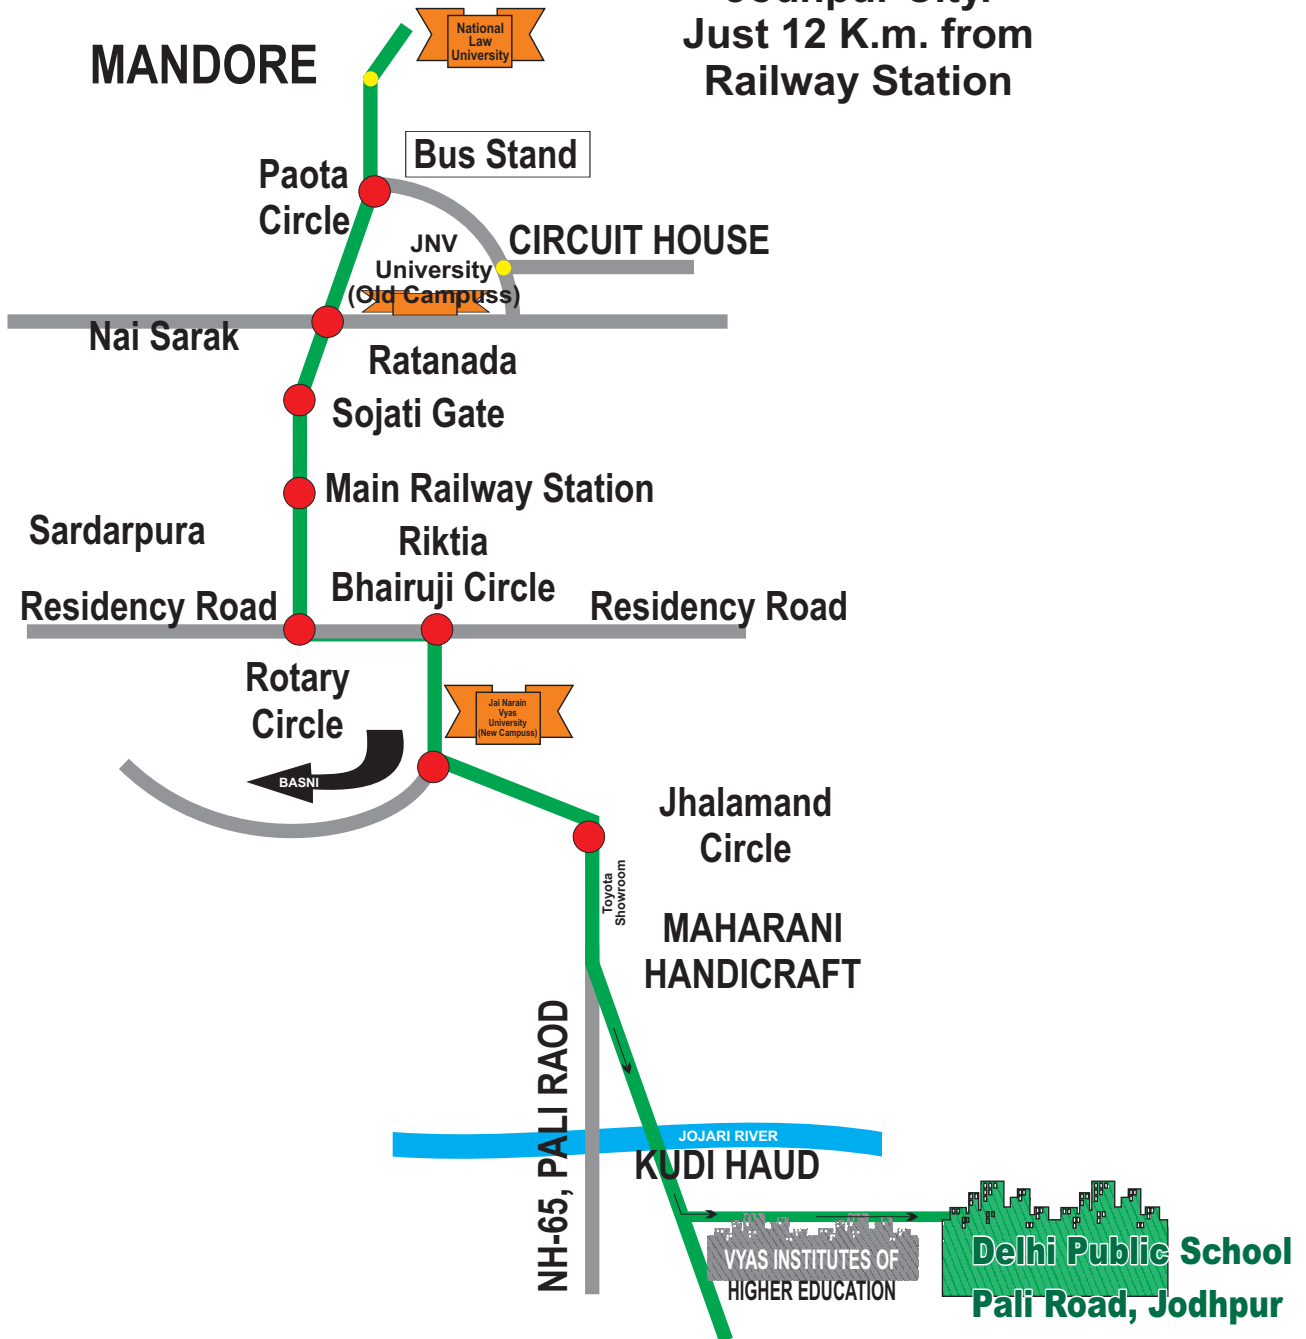 Jodhpur City.
Just 12 K.m. from
Railway Station
National
Law
University
MANDORE
Bus Stand
Paota
Circle
JNV
University
(Old Campuss)
CIRCUIT HOUSE
Nai Sarak
Ratanada
Sojati Gate
Main Railway Station
Sardarpura
Riktia
Bhairuji Circle
Residency Road
Residency Road
Rotary
Circle
Jai Narain
Vyas
University
(New Campuss)
BASNI
Jhalamand
Circle
Toyota
Showroom
MAHARANI
HANDICRAFT
NH-65, PALI RAOD
JOJARI RIVER
KUDI HAUD
VYAS INSTITUTES OF
HIGHER EDUCATION
Delhi Public School
Pali Road, Jodhpur